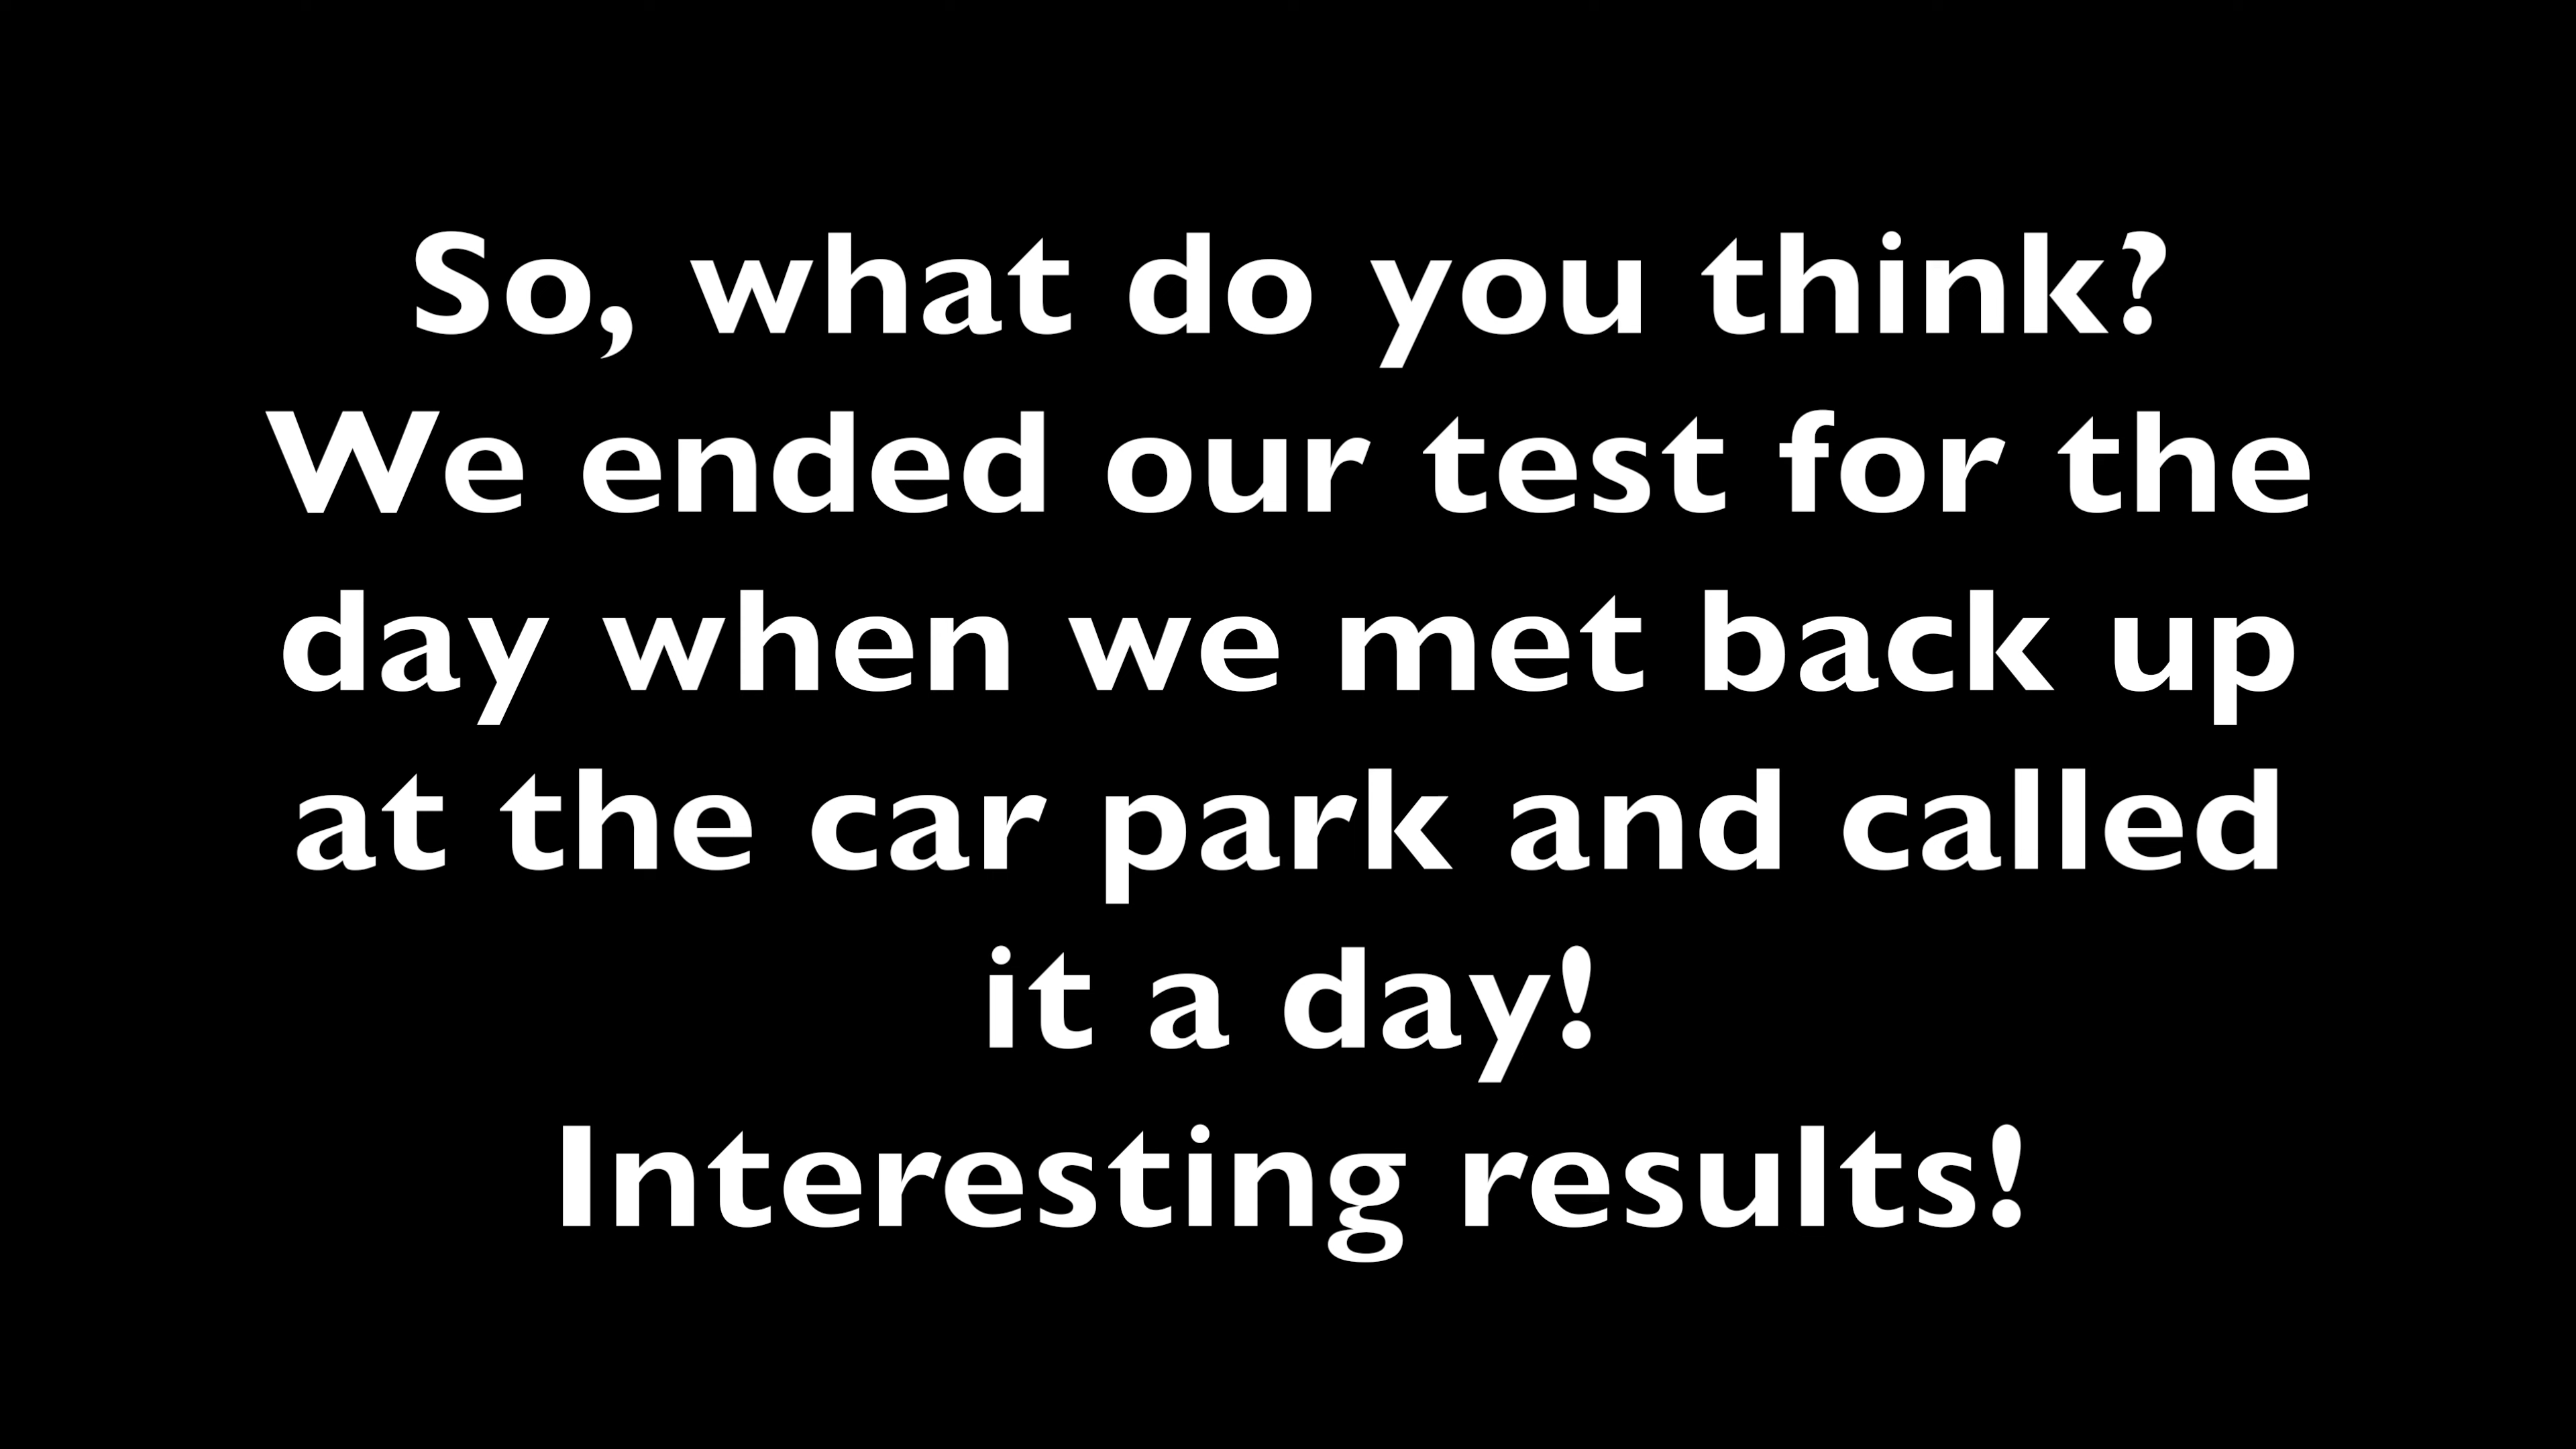 So, what do you think?
We ended our test for the
day when we met back up
at the car park and called
it a day!
Interesting results!